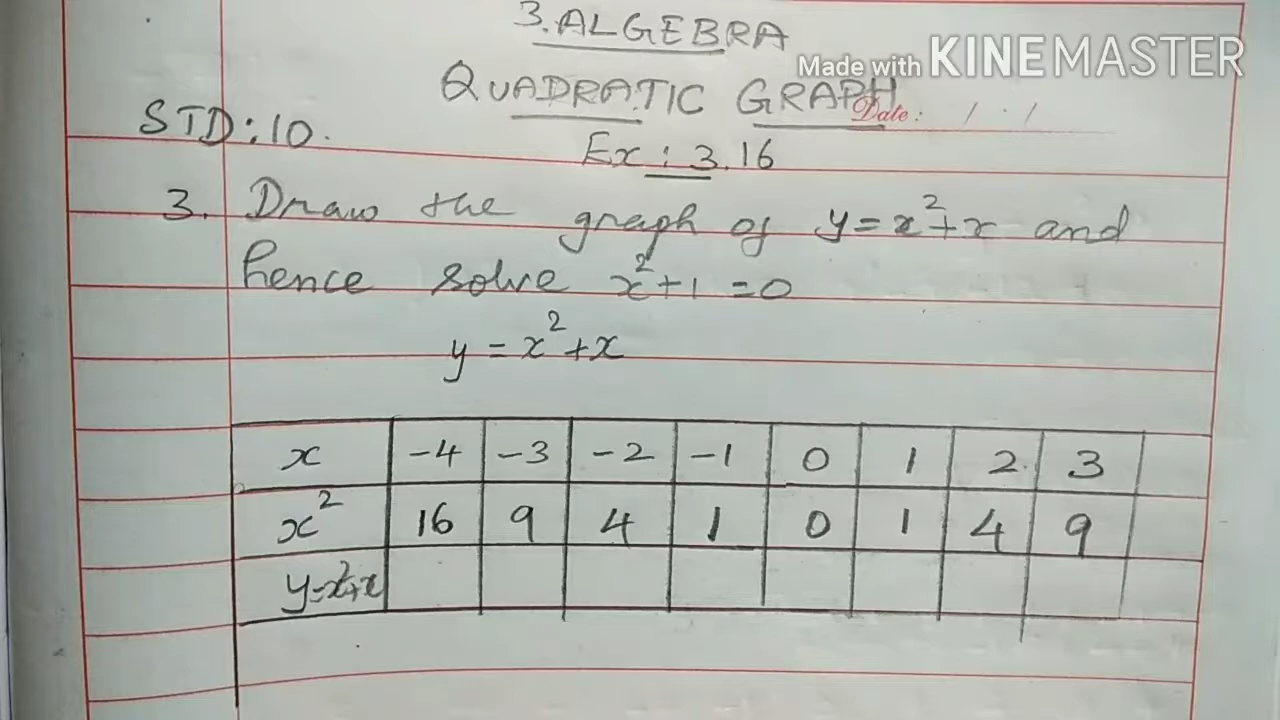 3. ALGEBRA
Made with KINEMASTER
QUADRATIC GRAPH
Date: / . /
STD: 10.
Ex: 3.16
3. Draw the graph of y = x² + x and
hence solve x² + 1 = 0
y = x² + x
x -4 -3 -2 -1 0 1 2 3
x² 16 9 4 1 0 1 4 9
y=x²+x